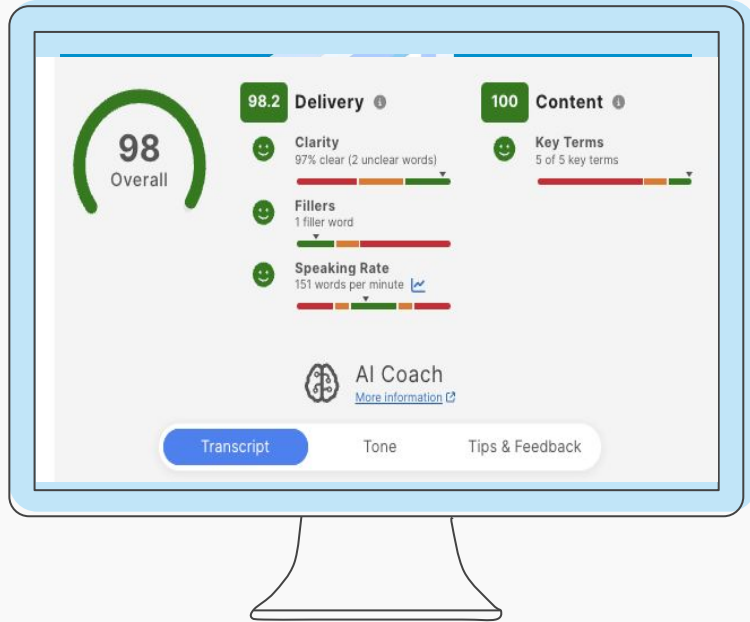 98
Overall
98.2 Delivery
Clarity
97% clear (2 unclear words)
Fillers
1 filler word
Speaking Rate
151 words per minute
100 Content
Key Terms
5 of 5 key terms
AI Coach
More information
Transcript Tone Tips & Feedback